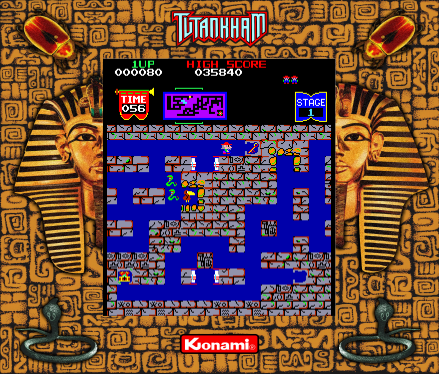 TUTANKHAM
1UP HIGH SCORE
000080 035840
TIME
056
STAGE
1
Konami®